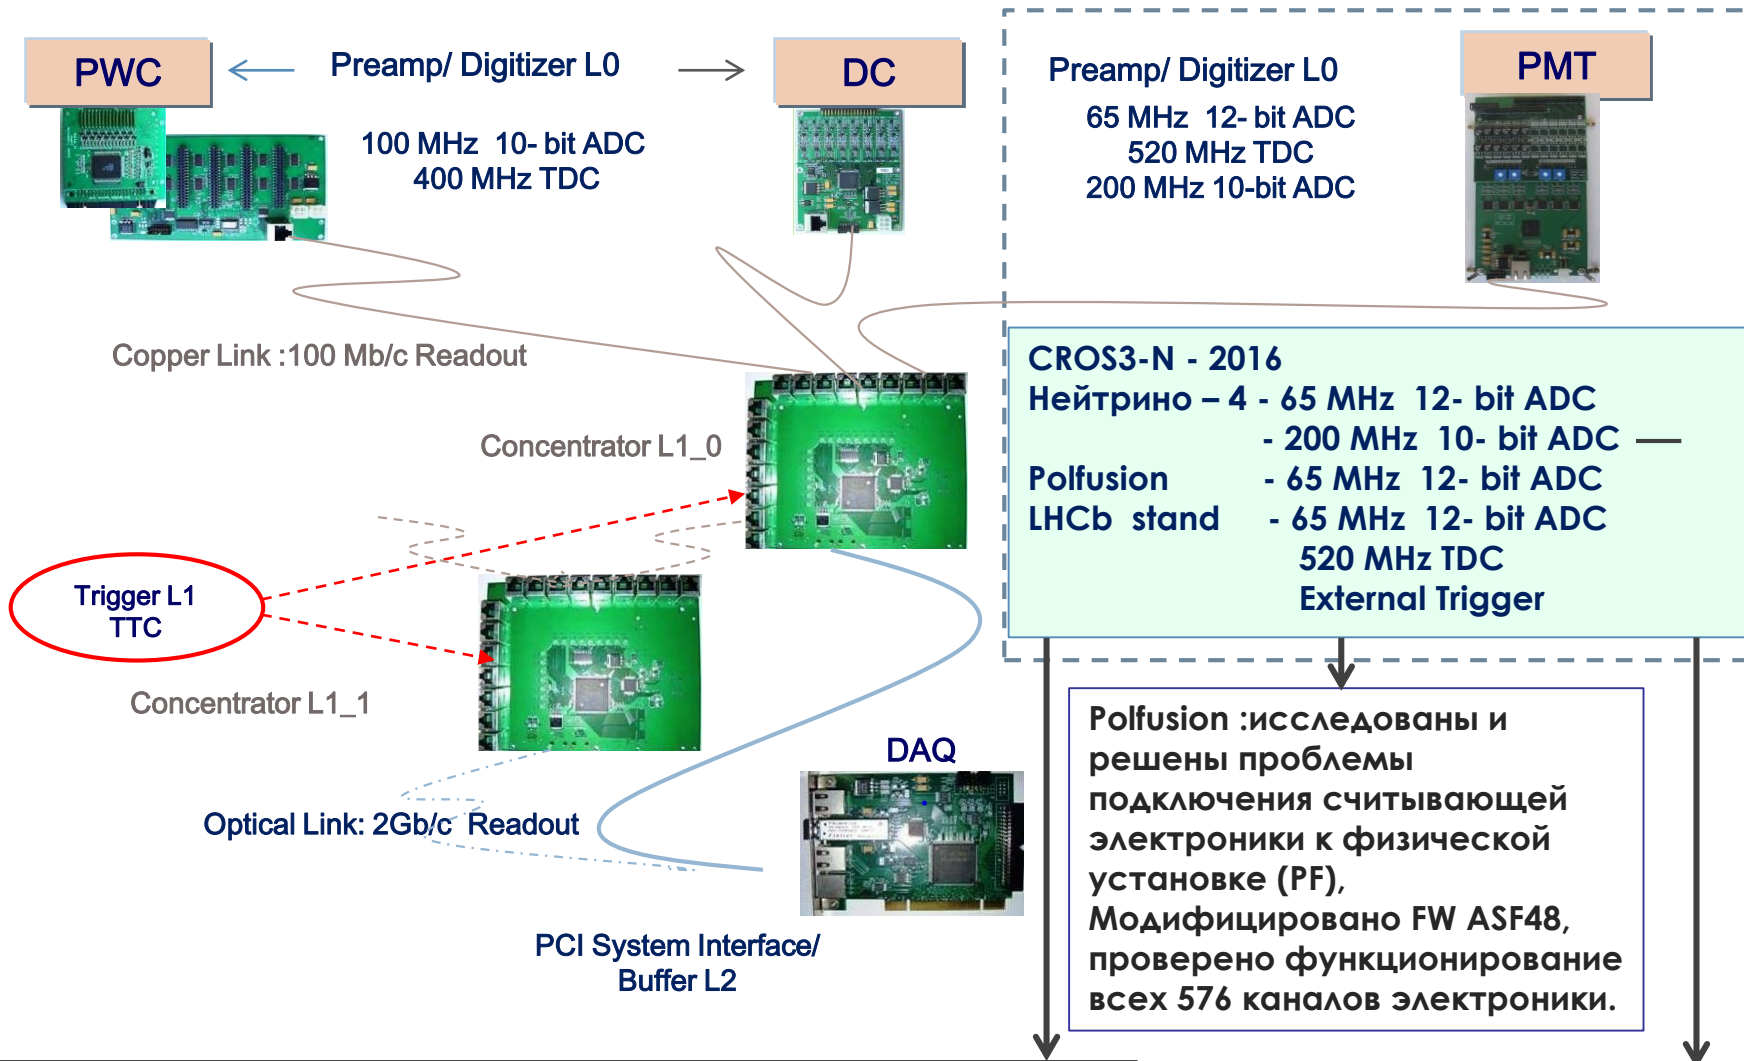 PWC
Preamp/ Digitizer L0
DC
100 MHz 10- bit ADC
400 MHz TDC
Preamp/ Digitizer L0
PMT
65 MHz 12- bit ADC
520 MHz TDC
200 MHz 10-bit ADC
Copper Link :100 Mb/c Readout
Concentrator L1_0
CROS3-N - 2016
Нейтрино – 4 - 65 MHz 12- bit ADC
- 200 MHz 10- bit ADC —
Polfusion - 65 MHz 12- bit ADC
LHCb stand - 65 MHz 12- bit ADC
520 MHz TDC
External Trigger
Trigger L1
TTC
Concentrator L1_1
Optical Link: 2Gb/c Readout
DAQ
PCI System Interface/
Buffer L2
Polfusion :исследованы и
решены проблемы
подключения считывающей
электроники к физической
установке (PF),
Модифицировано FW ASF48,
проверено функционирование
всех 576 каналов электроники.